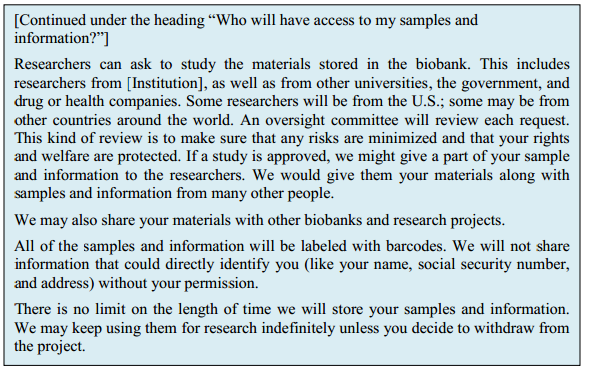 [Continued under the heading “Who will have access to my samples and
information?”]
Researchers can ask to study the materials stored in the biobank. This includes
researchers from [Institution], as well as from other universities, the government, and
drug or health companies. Some researchers will be from the U.S.; some may be from
other countries around the world. An oversight committee will review each request.
This kind of review is to make sure that any risks are minimized and that your rights
and welfare are protected. If a study is approved, we might give a part of your sample
and information to the researchers. We would give them your materials along with
samples and information from many other people.
We may also share your materials with other biobanks and research projects.
All of the samples and information will be labeled with barcodes. We will not share
information that could directly identify you (like your name, social security number,
and address) without your permission.
There is no limit on the length of time we will store your samples and information.
We may keep using them for research indefinitely unless you decide to withdraw from
the project.